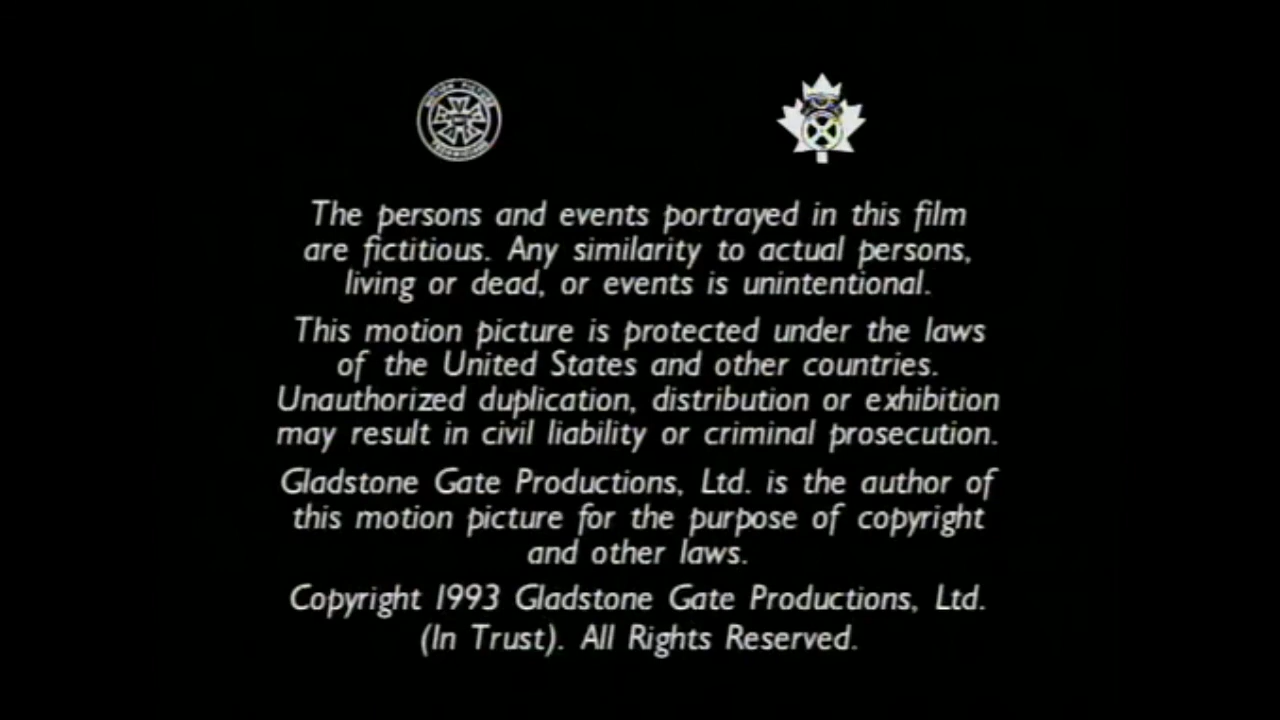 MOTION PICTURE
The persons and events portrayed in this film
are fictitious. Any similarity to actual persons,
living or dead, or events is unintentional.
This motion picture is protected under the laws
of the United States and other countries.
Unauthorized duplication, distribution or exhibition
may result in civil liability or criminal prosecution.
Gladstone Gate Productions, Ltd. is the author of
this motion picture for the purpose of copyright
and other laws.
Copyright 1993 Gladstone Gate Productions, Ltd.
(In Trust). All Rights Reserved.